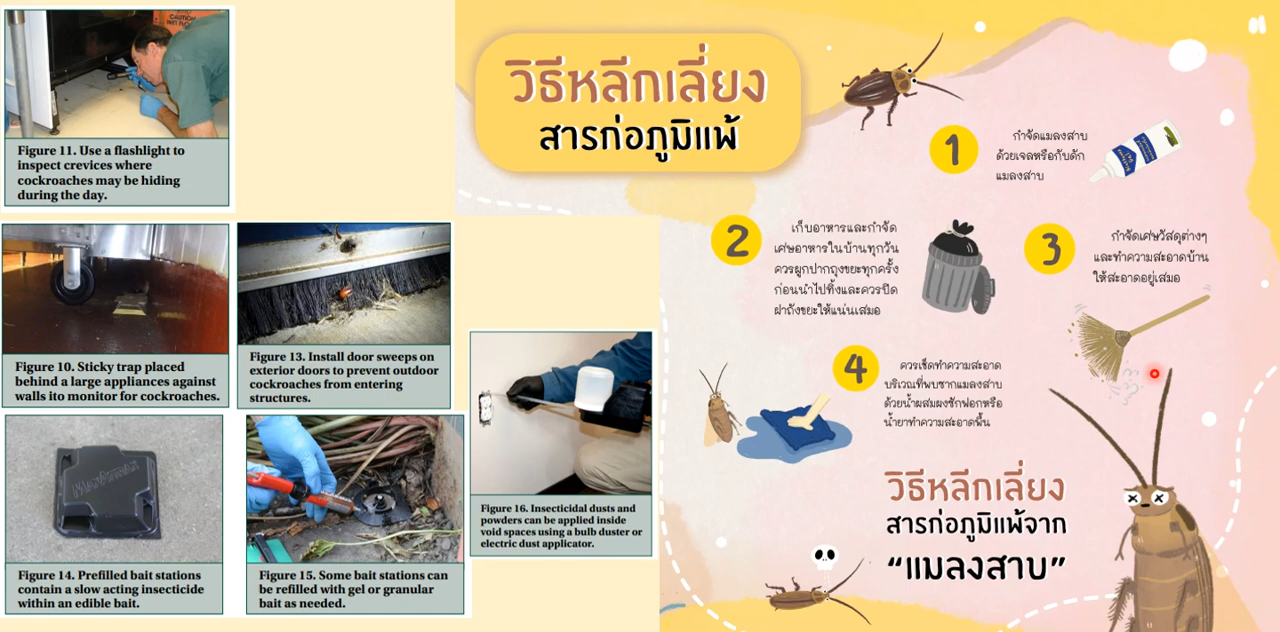 Figure 11. Use a flashlight to
inspect crevices where
cockroaches may be hiding
during the day.
Figure 10. Sticky trap placed
behind a large appliances against
walls ito monitor for cockroaches.
Figure 13. Install door sweeps on
exterior doors to prevent outdoor
cockroaches from entering
structures.
Figure 14. Prefilled bait stations
contain a slow acting insecticide
within an edible bait.
Figure 15. Some bait stations can
be refilled with gel or granular
bait as needed.
Figure 16. Insecticidal dusts and
powders can be applied inside
void spaces using a bulb duster or
electric dust applicator.
วิธีหลีกเลี่ยง
สารก่อภูมิแพ้
1
กำจัดแมลงสาบ
ด้วยเจลหรือกับดัก
แมลงสาบ
2
เก็บอาหารและกำจัด
เศษอาหารในบ้านทุกวัน
ควรผูกปากถุงขยะทุกครั้ง
ก่อนนำไปทิ้งและควรปิด
ฝาถังขยะให้แน่นเสมอ
3
กำจัดเศษวัสดุต่างๆ
และทำความสะอาดบ้าน
ให้สะอาดอยู่เสมอ
4
ควรเช็ดทำความสะอาด
บริเวณที่พบซากแมลงสาบ
ด้วยน้ำผสมผงซักฟอกหรือ
น้ำยาทำความสะอาดพื้น
วิธีหลีกเลี่ยง
สารก่อภูมิแพ้จาก
“แมลงสาบ”